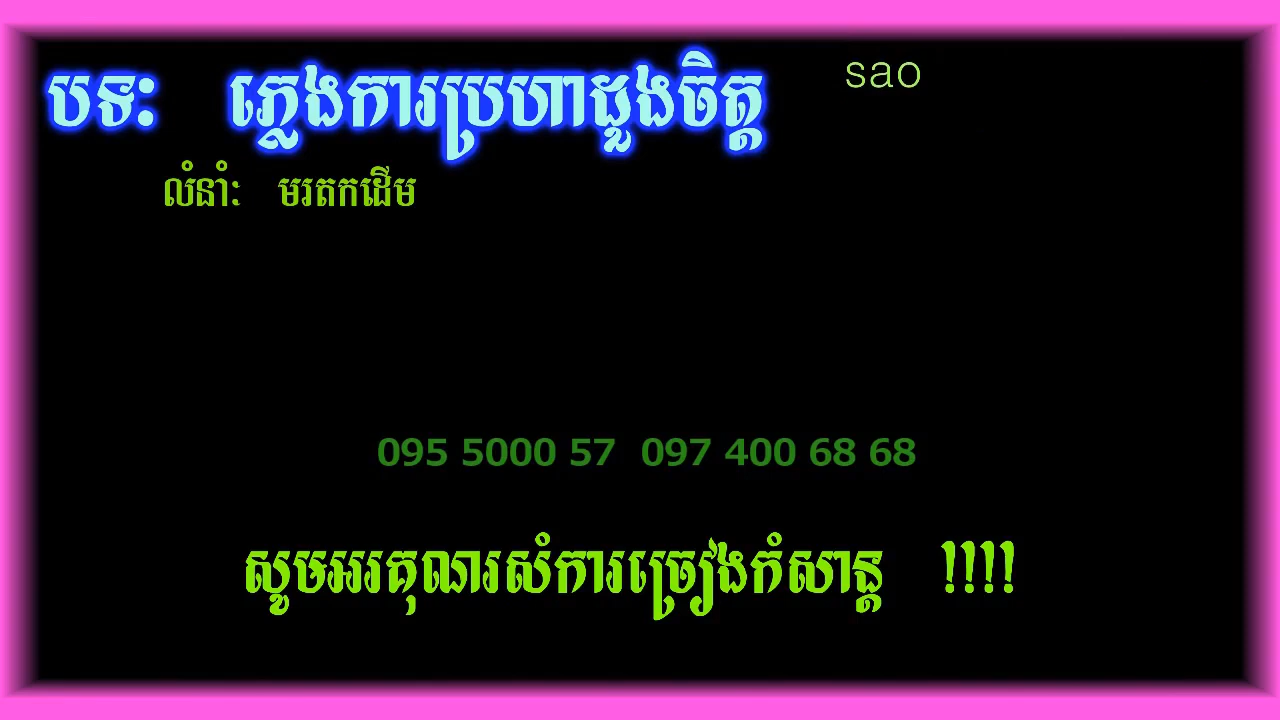 បទ: ភ្លេងការប្រហាដួងចិត្ត sao
លំនាំ: មរតកដើម
095 5000 57 097 400 68 68
សូមអរគុណរសំការច្រៀងកំសាន្ត !!!!